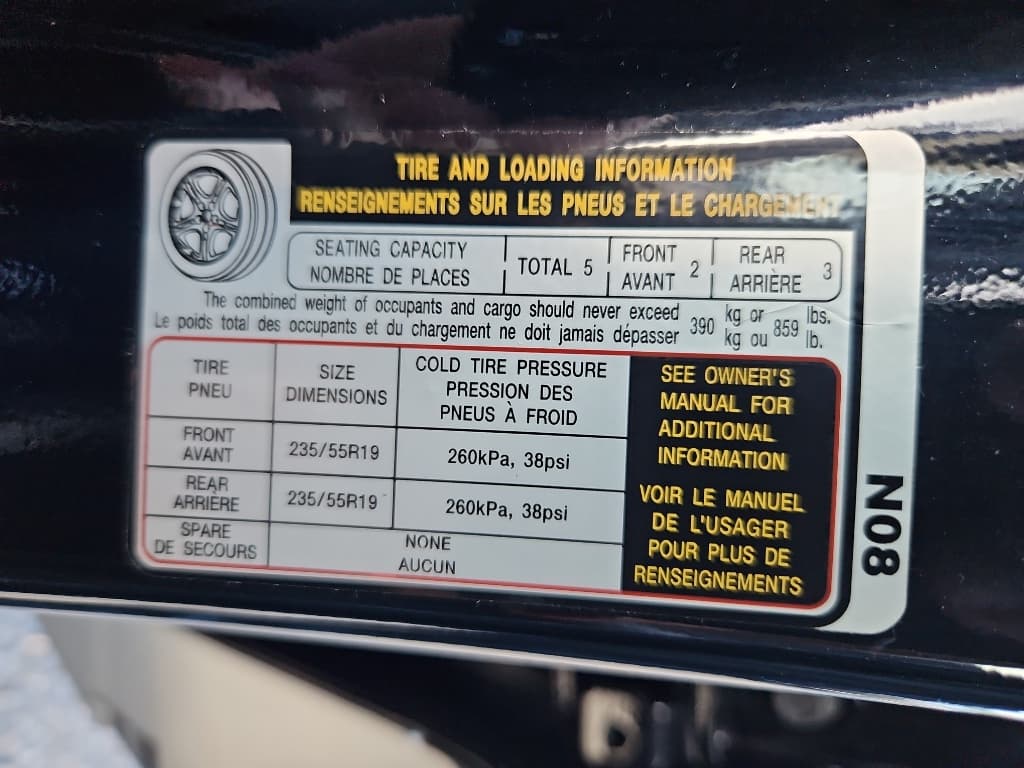 TIRE AND LOADING INFORMATION
RENSEIGNEMENTS SUR LES PNEUS ET LE CHARGEMENT
SEATING CAPACITY
NOMBRE DE PLACES
TOTAL 5
FRONT
AVANT
2
REAR
ARRIÈRE
3
The combined weight of occupants and cargo should never exceed
Le poids total des occupants et du chargement ne doit jamais dépasser
390
kg or
kg ou
859
lbs.
lb.
TIRE
PNEU
SIZE
DIMENSIONS
COLD TIRE PRESSURE
PRESSION DES
PNEUS À FROID
FRONT
AVANT
235/55R19
260kPa, 38psi
REAR
ARRIÈRE
235/55R19
260kPa, 38psi
SPARE
DE SECOURS
NONE
AUCUN
SEE OWNER'S
MANUAL FOR
ADDITIONAL
INFORMATION
VOIR LE MANUEL
DE L'USAGER
POUR PLUS DE
RENSEIGNEMENTS
N08